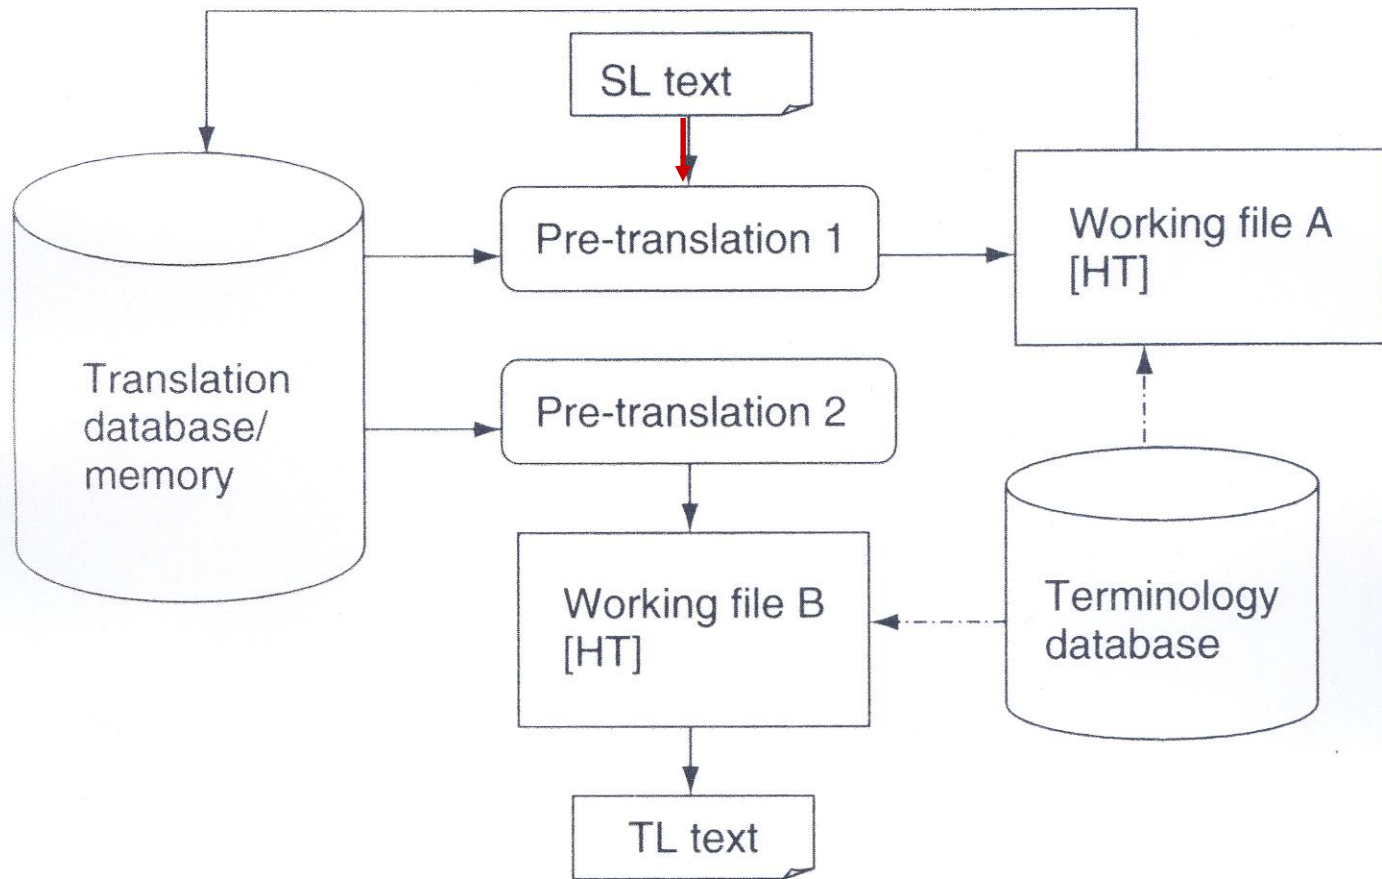 SL text
Pre-translation 1
Working file A
[HT]
Translation
database/
memory
Pre-translation 2
Working file B
[HT]
Terminology
database
TL text